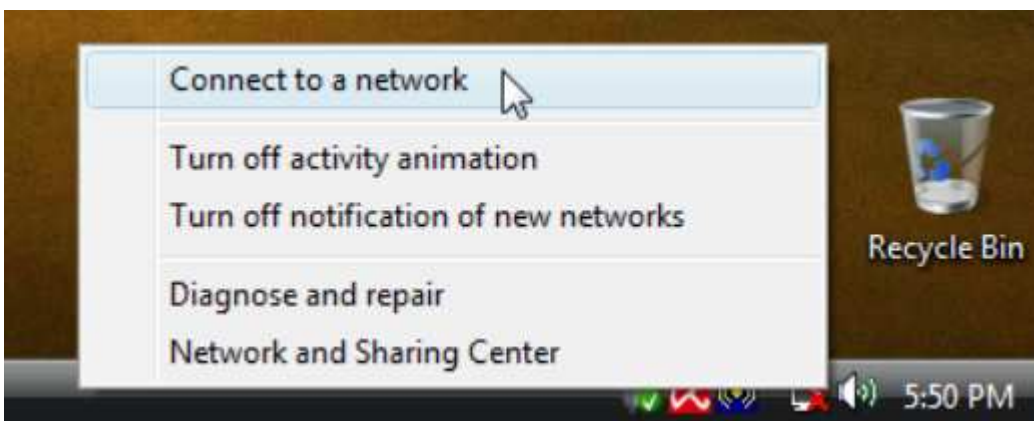 Connect to a network
Turn off activity animation
Turn off notification of new networks
Recycle Bin
Diagnose and repair
Network and Sharing Center
5:50 PM